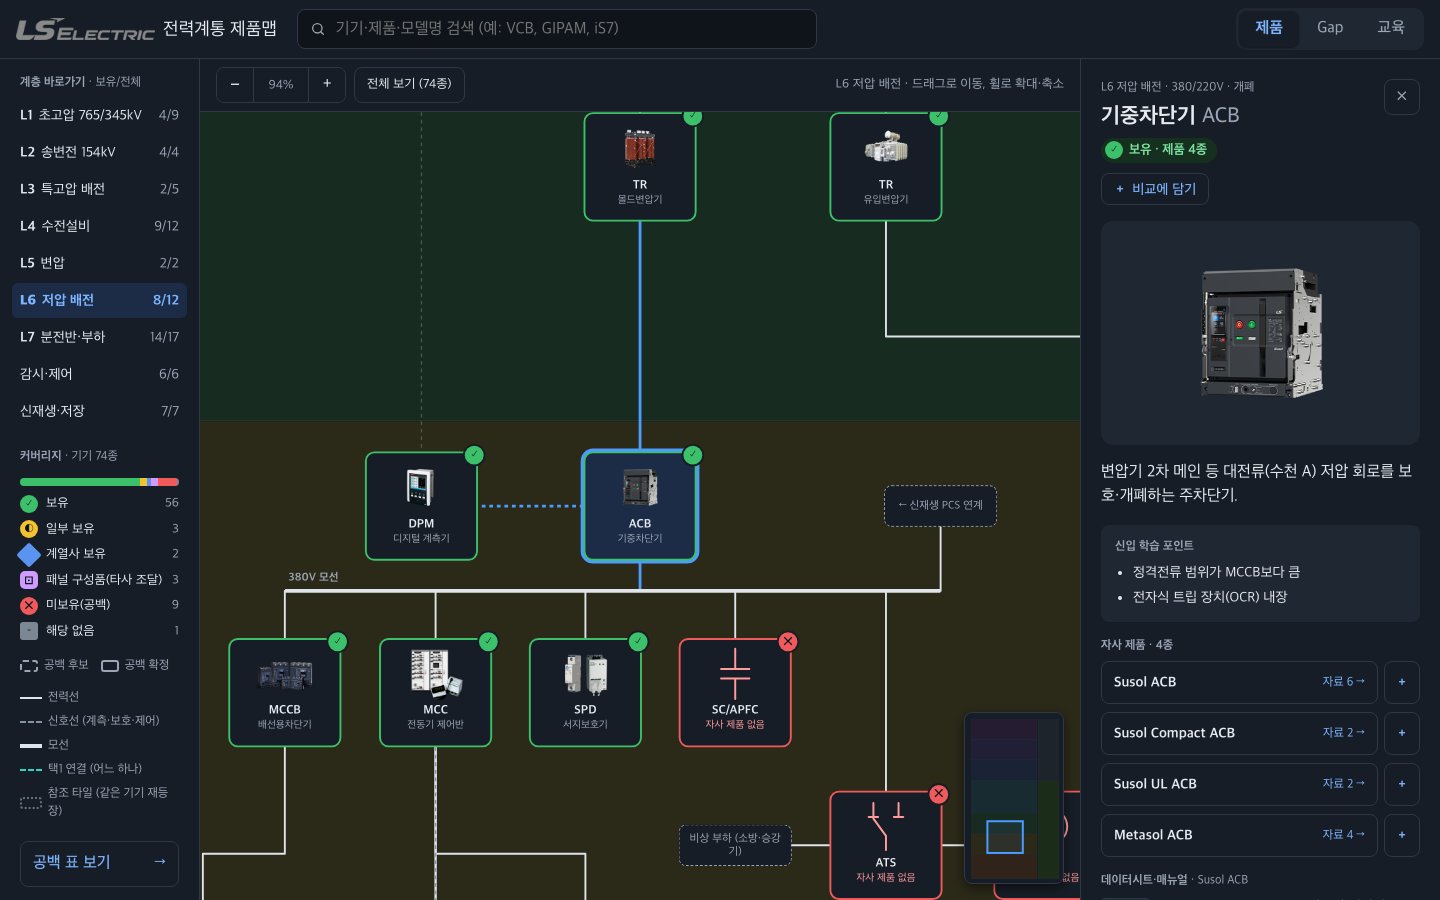 LS ELECTRIC 전력계통 제품맵
기기·제품·모델명 검색 (예: VCB, GIPAM, iS7)
제품 Gap 교육
계층 바로가기 · 보유/전체
L1 초고압 765/345kV 4/9
L2 송변전 154kV 4/4
L3 특고압 배전 2/5
L4 수전설비 9/12
L5 변압 2/2
L6 저압 배전 8/12
L7 분전반·부하 14/17
감시·제어 6/6
신재생·저장 7/7
커버리지 · 기기 74종
보유 56
일부 보유 3
계열사 보유 2
패널 구성품(타사 조달) 3
미보유(공백) 9
해당 없음 1
공백 후보 공백 확정
전력선
신호선 (계측·보호·제어)
모선
택1 연결 (어느 하나)
참조 타일 (같은 기기 재등
장)
공백 표 보기 →
− 94% + 전체 보기 (74종)
L6 저압 배전 · 드래그로 이동, 휠로 확대·축소
TR
몰드변압기
TR
유입변압기
DPM
디지털 계측기
ACB
기중차단기
← 신재생 PCS 연계
380V 모선
MCCB
배선용차단기
MCC
전동기 제어반
SPD
서지보호기
SC/APFC
자사 제품 없음
비상 부하 (소방·승강
기)
ATS
자사 제품 없음
없음
L6 저압 배전 · 380/220V · 개폐
기중차단기 ACB
보유 · 제품 4종
+ 비교에 담기
변압기 2차 메인 등 대전류(수천 A) 저압 회로를 보
호·개폐하는 주차단기.
신입 학습 포인트
• 정격전류 범위가 MCCB보다 큼
• 전자식 트립 장치(OCR) 내장
자사 제품 · 4종
Susol ACB 자료 6 → +
Susol Compact ACB 자료 2 → +
Susol UL ACB 자료 2 → +
Metasol ACB 자료 4 → +
데이터시트·매뉴얼 · Susol ACB